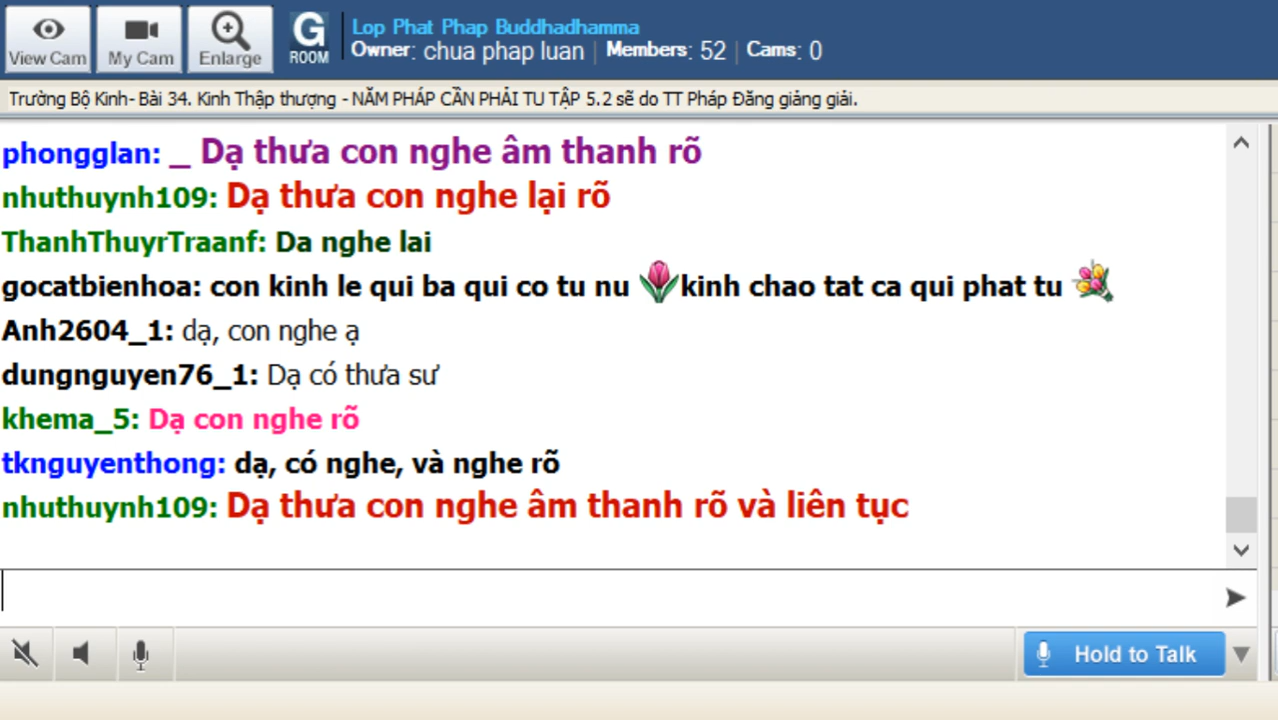 View Cam
My Cam
Enlarge
G
ROOM
Lop Phat Phap Buddhadhamma
Owner: chua phap luan | Members: 52 | Cams: 0
Trường Bộ Kinh- Bài 34. Kinh Thập thượng - NĂM PHÁP CẦN PHẢI TU TẬP 5.2 sẽ do TT Pháp Đăng giảng giải.
phongglan: _ Dạ thưa con nghe âm thanh rõ
nhuthuynh109: Dạ thưa con nghe lại rõ
ThanhThuyrTraanf: Da nghe lai
gocatbienhoa: con kinh le qui ba qui co tu nu kinh chao tat ca qui phat tu
Anh2604_1: dạ, con nghe ạ
dungnguyen76_1: Dạ có thưa sư
khema_5: Dạ con nghe rõ
tknguyenthong: dạ, có nghe, và nghe rõ
nhuthuynh109: Dạ thưa con nghe âm thanh rõ và liên tục
Hold to Talk